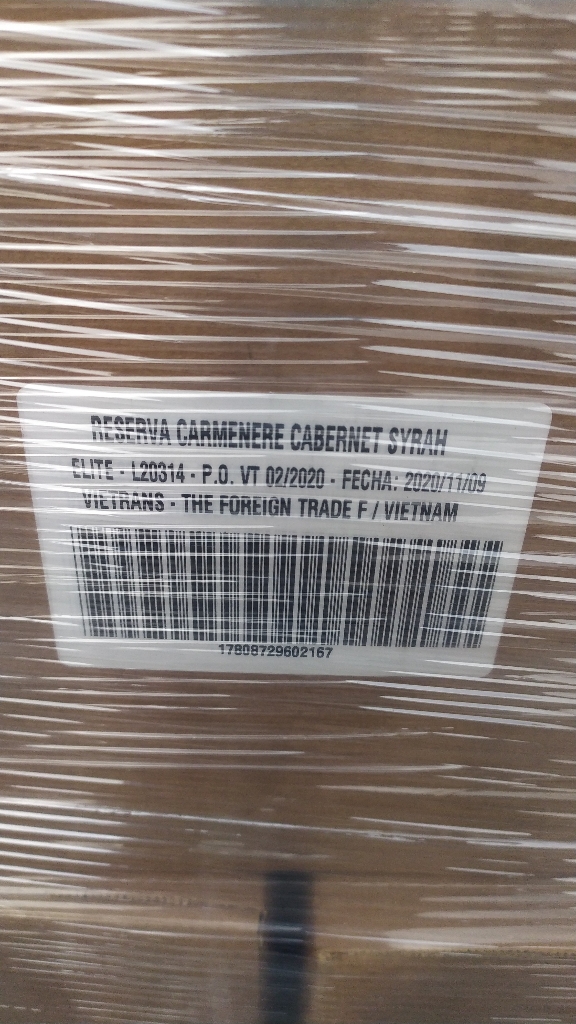 RESERVA CARMENERE CABERNET SYRAH
ELITE - L20314 - P.O. VT 02/2020 - FECHA: 2020/11/09
VIETRANS - THE FOREIGN TRADE F / VIETNAM
17808729602167